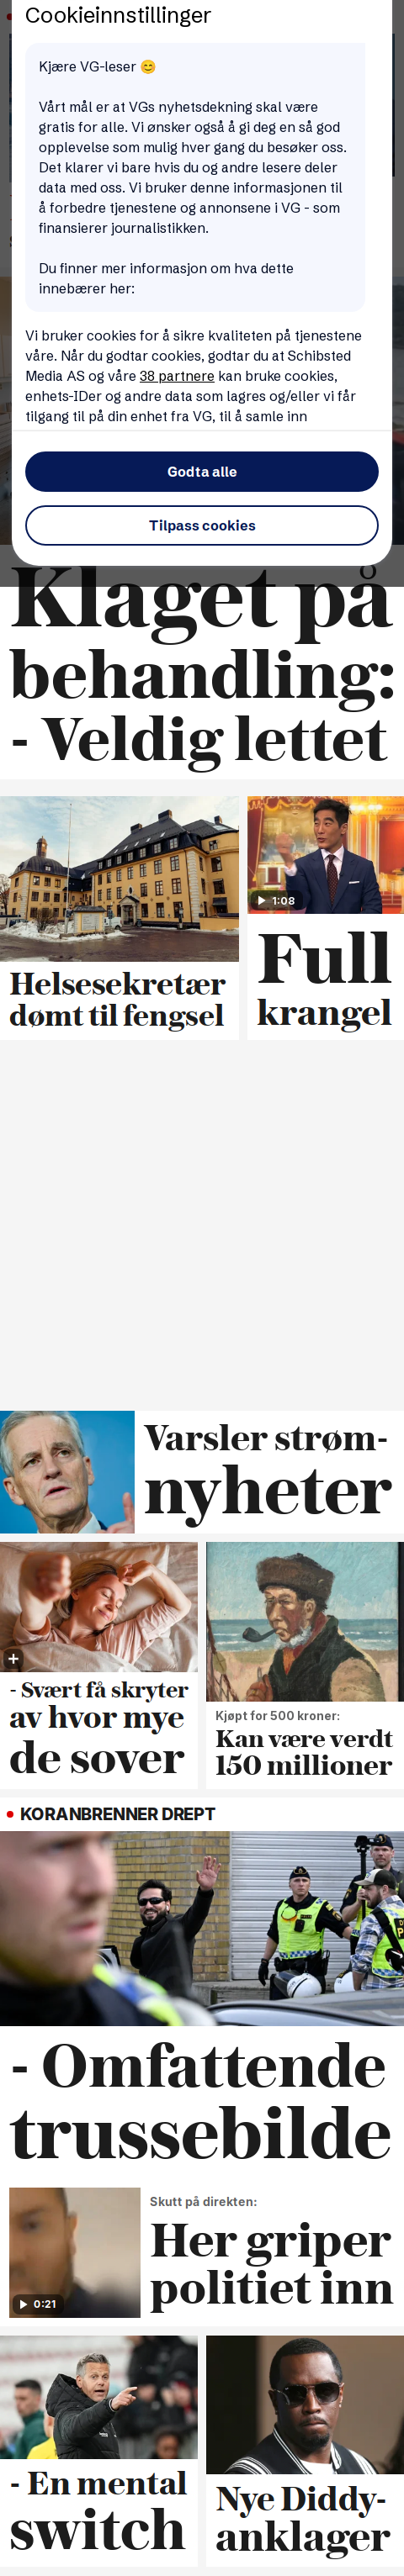 Cookieinnstillinger
Kjære VG-leser 😊
Vårt mål er at VGs nyhetsdekning skal være
gratis for alle. Vi ønsker også å gi deg en så god
opplevelse som mulig hver gang du besøker oss.
Det klarer vi bare hvis du og andre lesere deler
data med oss. Vi bruker denne informasjonen til
å forbedre tjenestene og annonsene i VG - som
finansierer journalistikken.
Du finner mer informasjon om hva dette
innebærer her:
Vi bruker cookies for å sikre kvaliteten på tjenestene
våre. Når du godtar cookies, godtar du at Schibsted
Media AS og våre 38 partnere kan bruke cookies,
enhets-IDer og andre data som lagres og/eller vi får
tilgang til på din enhet fra VG, til å samle inn
Godta alle
Tilpass cookies
Klaget på
behandling:
- Veldig lettet
1:08
Helsesekretær
dømt til fengsel
Full
krangel
Varsler strøm-
nyheter
- Svært få skryter
av hvor mye
de sover
Kjøpt for 500 kroner:
Kan være verdt
150 millioner
KORANBRENNER DREPT
- Omfattende
trussebilde
0:21
Skutt på direkten:
Her griper
politiet inn
- En mental
switch
Nye Diddy-
anklager